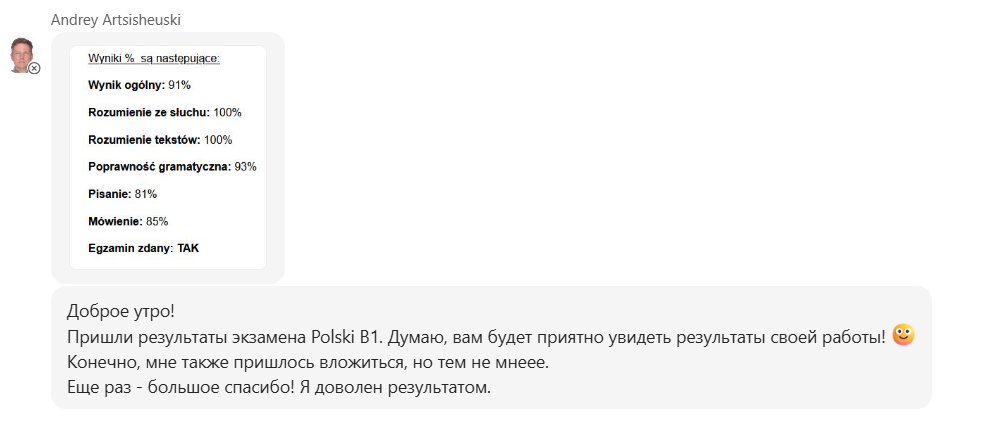 Andrey Artsisheuski
Wyniki % są następujące:
Wynik ogólny: 91%
Rozumienie ze słuchu: 100%
Rozumienie tekstów: 100%
Poprawność gramatyczna: 93%
Pisanie: 81%
Mówienie: 85%
Egzamin zdany: TAK
Доброе утро!
Пришли результаты экзамена Polski B1. Думаю, вам будет приятно увидеть результаты своей работы! 🙂
Конечно, мне также пришлось вложиться, но тем не мнеее.
Еще раз - большое спасибо! Я доволен результатом.